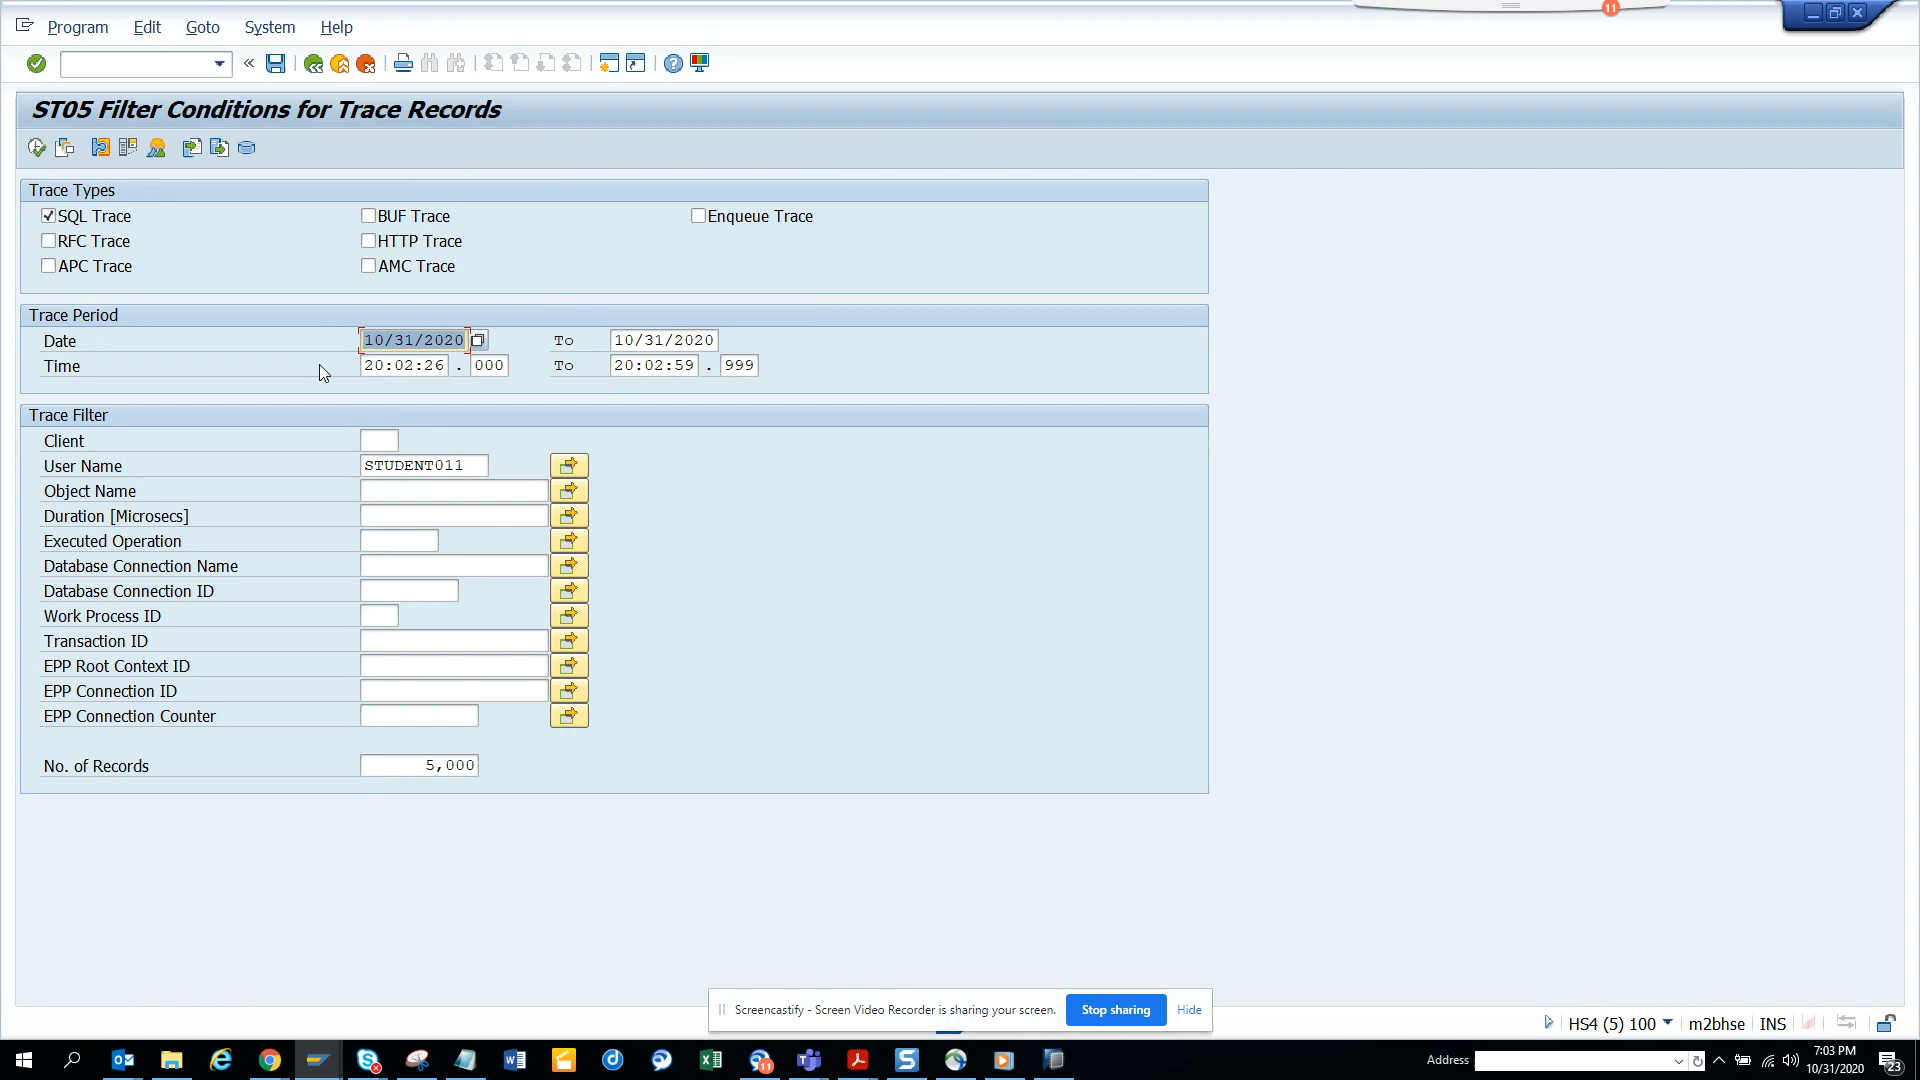 11
Program Edit Goto System Help
ST05 Filter Conditions for Trace Records
Trace Types
SQL Trace BUF Trace Enqueue Trace
RFC Trace HTTP Trace
APC Trace AMC Trace
Trace Period
Date 10/31/2020 To 10/31/2020
Time 20:02:26 . 000 To 20:02:59 . 999
Trace Filter
Client
User Name STUDENT011
Object Name
Duration [Microsecs]
Executed Operation
Database Connection Name
Database Connection ID
Work Process ID
Transaction ID
EPP Root Context ID
EPP Connection ID
EPP Connection Counter
No. of Records 5,000
Screencastify - Screen Video Recorder is sharing your screen. Stop sharing Hide
HS4 (5) 100 m2bhse INS
11
Address
7:03 PM
10/31/2020
23